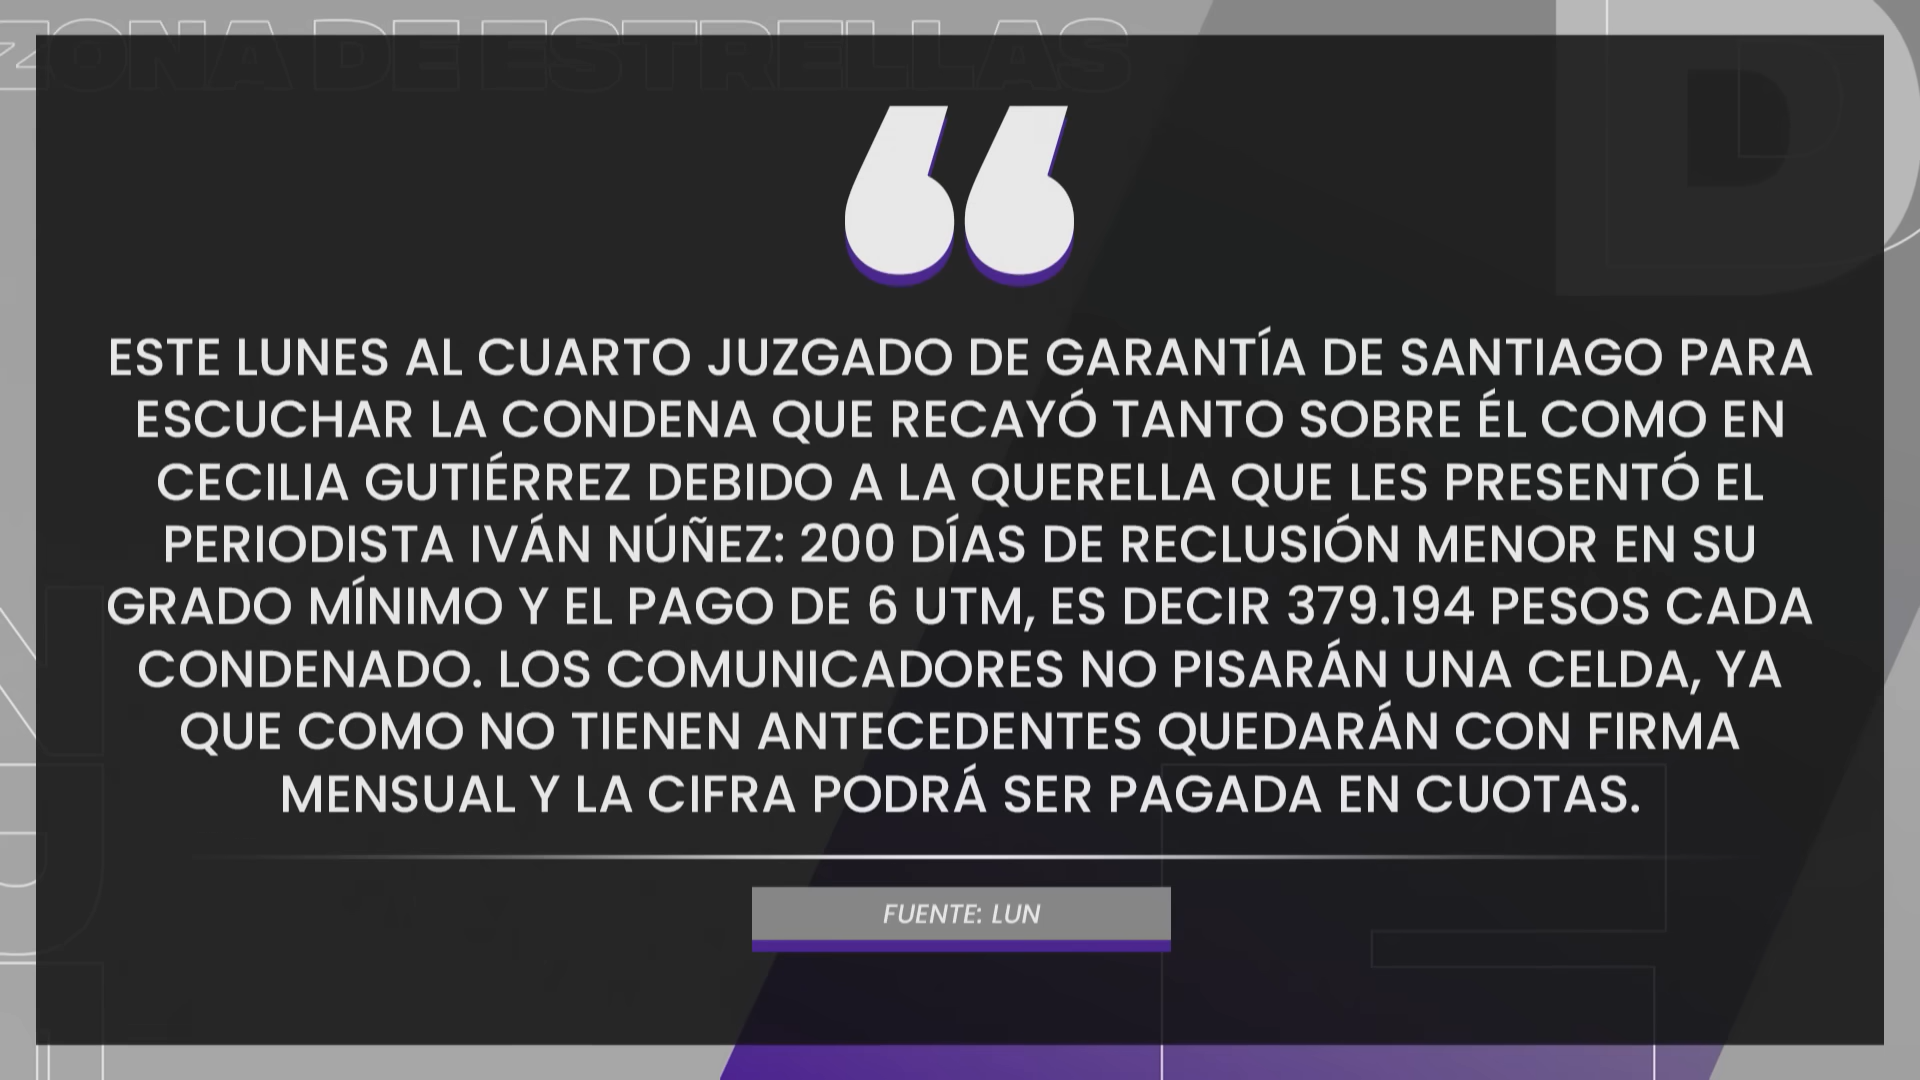 ZONA DE ESTRELLAS
ESTE LUNES AL CUARTO JUZGADO DE GARANTÍA DE SANTIAGO PARA
ESCUCHAR LA CONDENA QUE RECAYÓ TANTO SOBRE ÉL COMO EN
CECILIA GUTIÉRREZ DEBIDO A LA QUERELLA QUE LES PRESENTÓ EL
PERIODISTA IVÁN NÚÑEZ: 200 DÍAS DE RECLUSIÓN MENOR EN SU
GRADO MÍNIMO Y EL PAGO DE 6 UTM, ES DECIR 379.194 PESOS CADA
CONDENADO. LOS COMUNICADORES NO PISARÁN UNA CELDA, YA
QUE COMO NO TIENEN ANTECEDENTES QUEDARÁN CON FIRMA
MENSUAL Y LA CIFRA PODRÁ SER PAGADA EN CUOTAS.
FUENTE: LUN